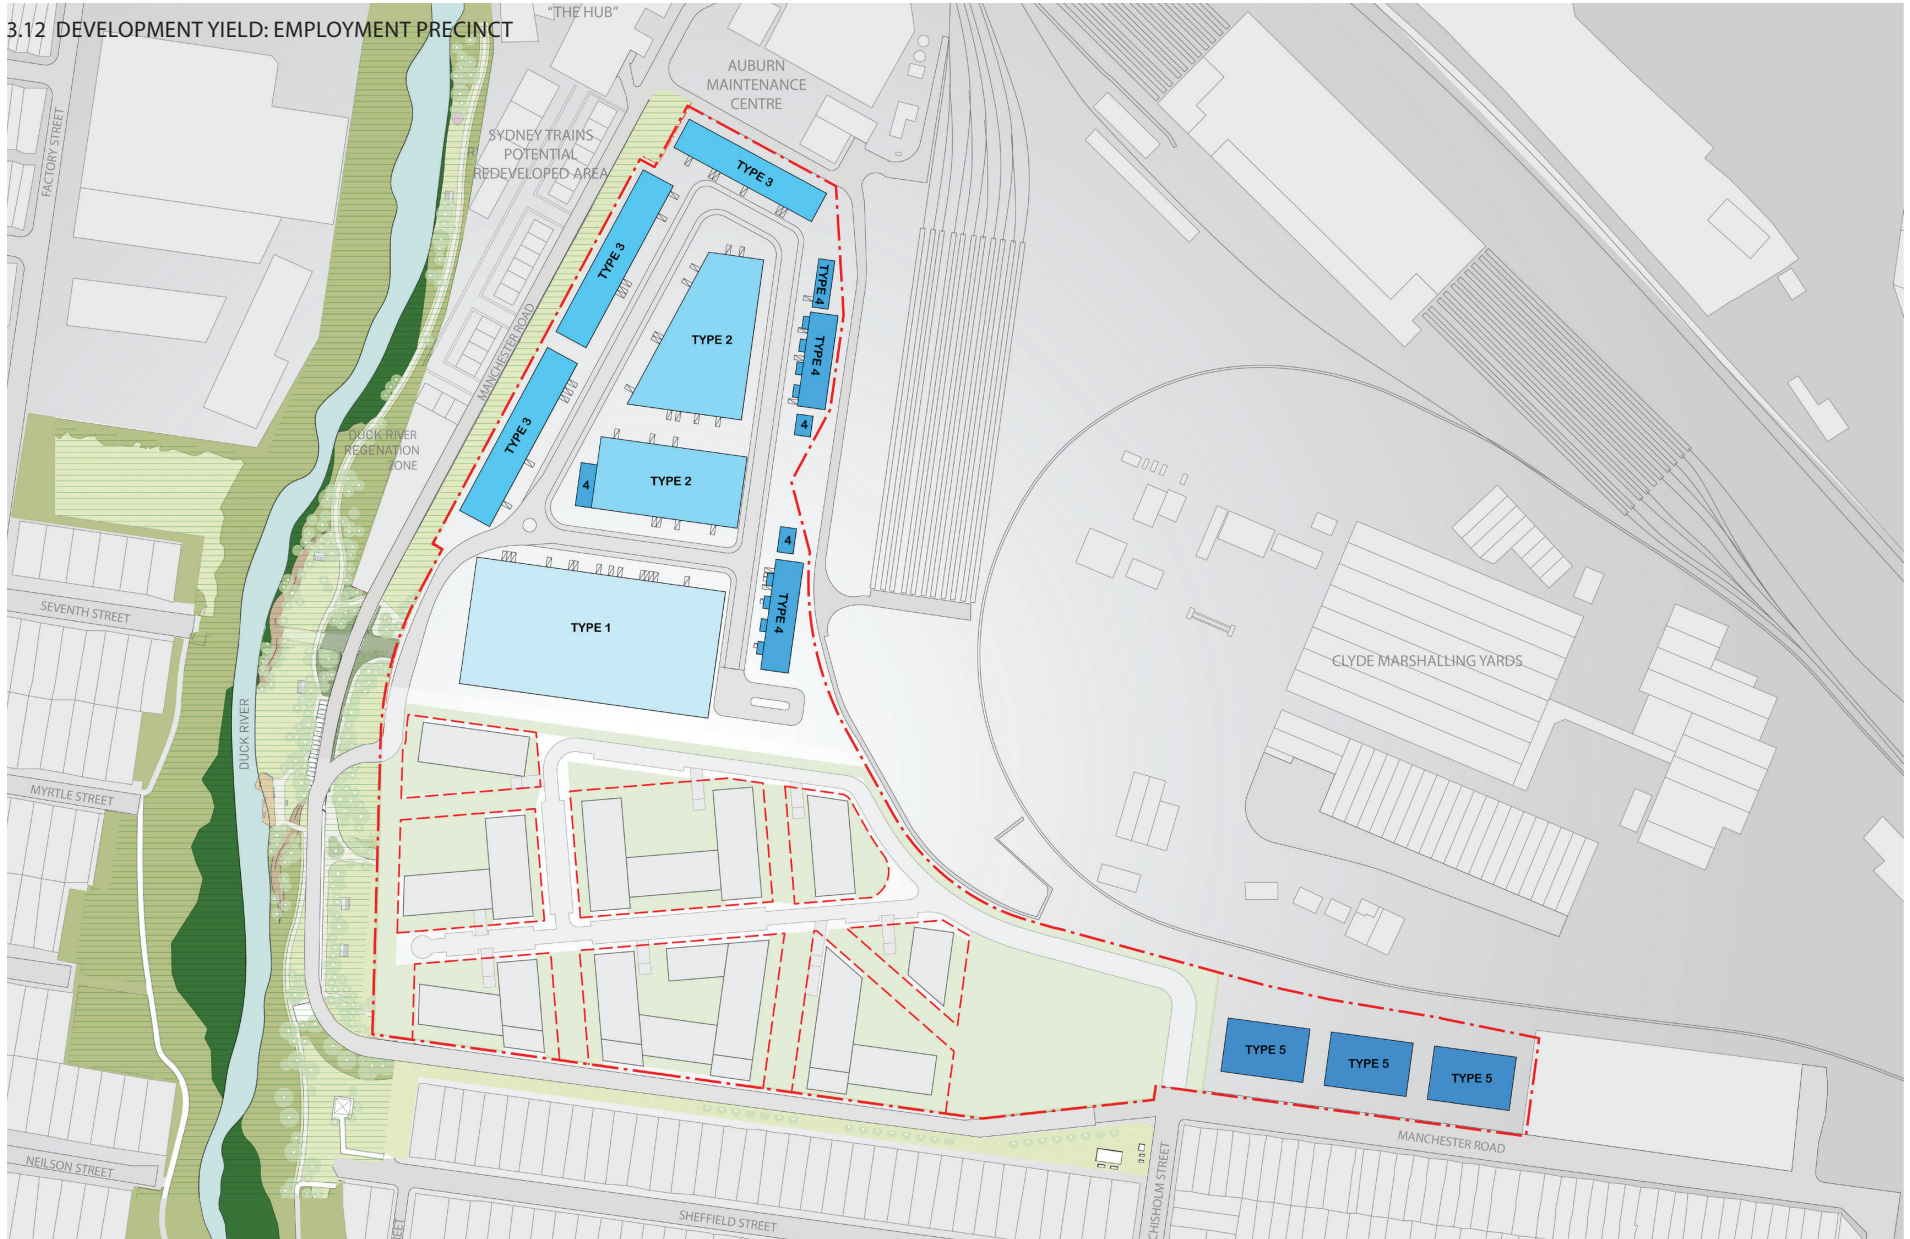 3.12 DEVELOPMENT YIELD: EMPLOYMENT PRECINCT
"THE HUB"
AUBURN
MAINTENANCE
CENTRE
FACTORY STREET
SYDNEY TRAINS
POTENTIAL
REDEVELOPED AREA
TYPE 3
TYPE 3
TYPE 4
MANCHESTER ROAD
TYPE 2
TYPE 4
TYPE 3
4
DUCK RIVER
REGENATION
ZONE
4
TYPE 2
4
SEVENTH STREET
TYPE 1
TYPE 4
CLYDE MARSHALLING YARDS
DUCK RIVER
MYRTLE STREET
TYPE 5
TYPE 5
TYPE 5
MANCHESTER ROAD
NEILSON STREET
CHISHOLM STREET
SHEFFIELD STREET